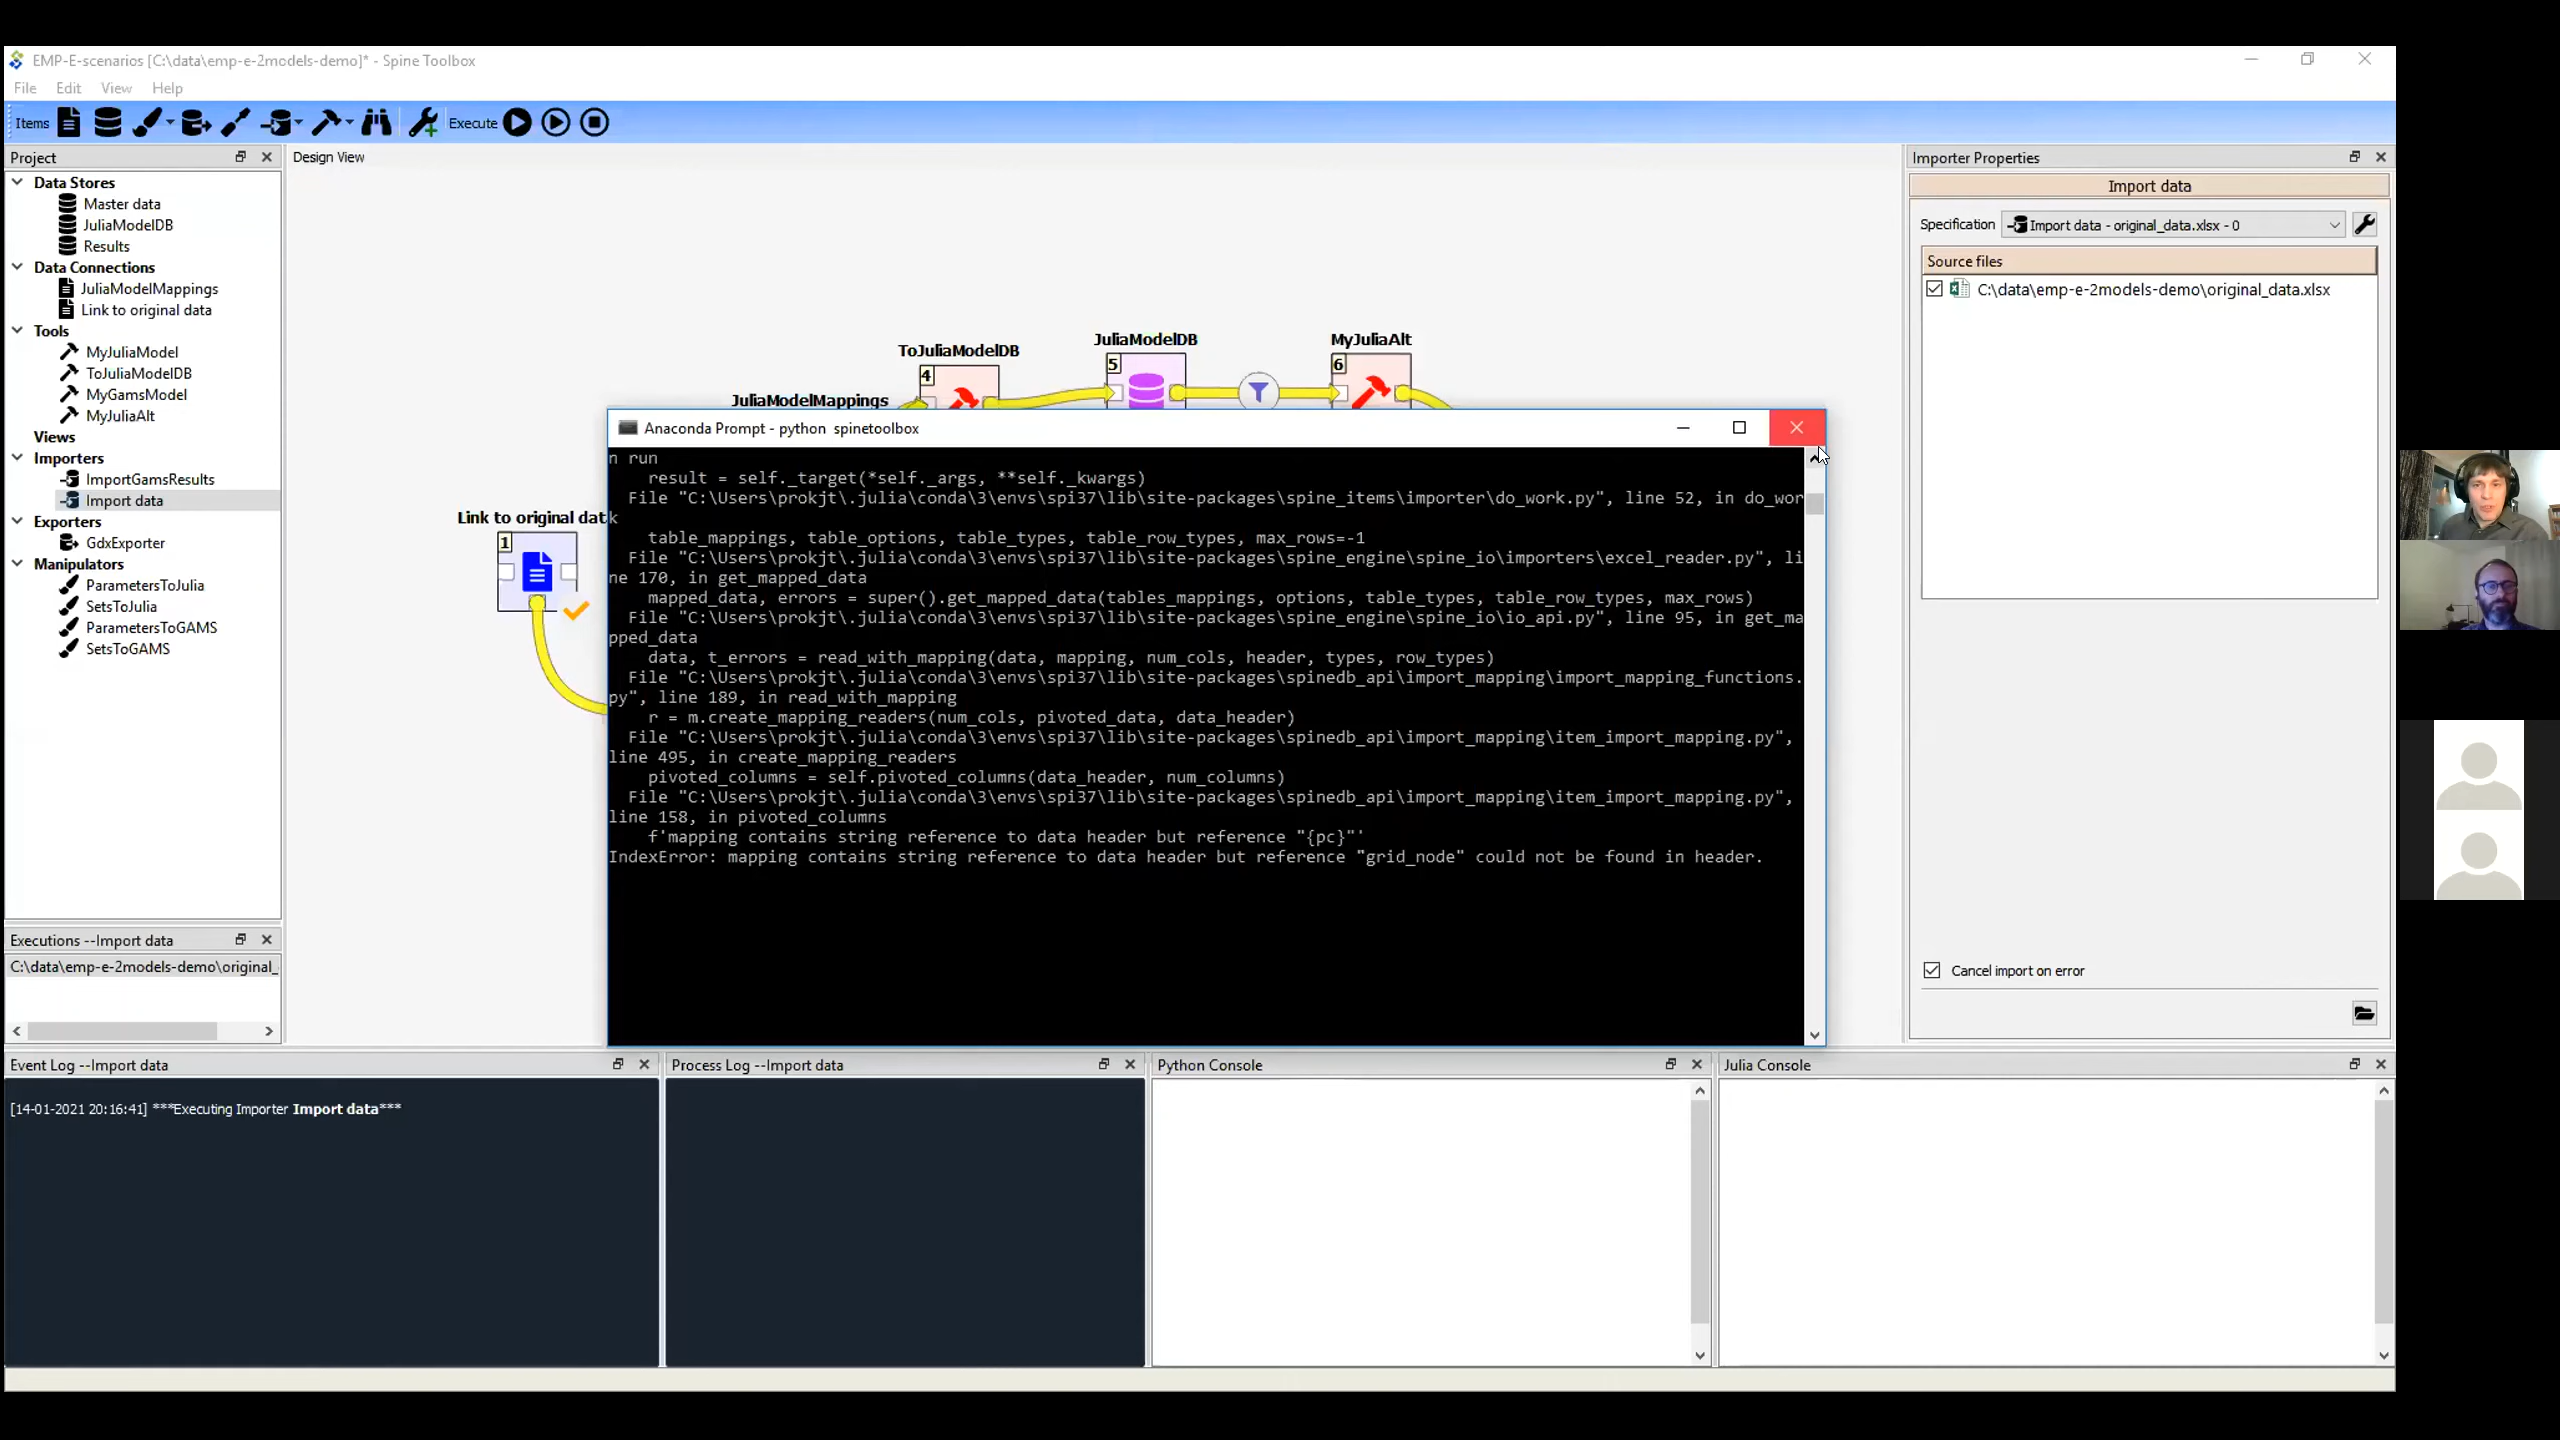 EMP-E-scenarios [C:\data\emp-e-2models-demo]* - Spine Toolbox
File Edit View Help
Items Execute
Project
Data Stores
Master data
JuliaModelDB
Results
Data Connections
JuliaModelMappings
Link to original data
Tools
MyJuliaModel
ToJuliaModelDB
MyGamsModel
MyJuliaAlt
Views
Importers
ImportGamsResults
Import data
Exporters
GdxExporter
Manipulators
ParametersToJulia
SetsToJulia
ParametersToGAMS
SetsToGAMS
Executions --Import data
C:\data\emp-e-2models-demo\original_
Design View
ToJuliaModelDB
4
JuliaModelDB
5
MyJuliaAlt
6
JuliaModelMappings
Link to original dat
1
Anaconda Prompt - python spinetoolbox
n run
result = self._target(*self._args, **self._kwargs)
File "C:\Users\prokjt\.julia\conda\3\envs\spi37\lib\site-packages\spine_items\importer\do_work.py", line 52, in do_wor
k
table_mappings, table_options, table_types, table_row_types, max_rows=-1
File "C:\Users\prokjt\.julia\conda\3\envs\spi37\lib\site-packages\spine_engine\spine_io\importers\excel_reader.py", li
ne 170, in get_mapped_data
mapped_data, errors = super().get_mapped_data(tables_mappings, options, table_types, table_row_types, max_rows)
File "C:\Users\prokjt\.julia\conda\3\envs\spi37\lib\site-packages\spine_engine\spine_io\io_api.py", line 95, in get_ma
pped_data
data, t_errors = read_with_mapping(data, mapping, num_cols, header, types, row_types)
File "C:\Users\prokjt\.julia\conda\3\envs\spi37\lib\site-packages\spinedb_api\import_mapping\import_mapping_functions.
py", line 189, in read_with_mapping
r = m.create_mapping_readers(num_cols, pivoted_data, data_header)
File "C:\Users\prokjt\.julia\conda\3\envs\spi37\lib\site-packages\spinedb_api\import_mapping\item_import_mapping.py",
line 495, in create_mapping_readers
pivoted_columns = self.pivoted_columns(data_header, num_columns)
File "C:\Users\prokjt\.julia\conda\3\envs\spi37\lib\site-packages\spinedb_api\import_mapping\item_import_mapping.py",
line 158, in pivoted_columns
f'mapping contains string reference to data header but reference "{pc}"'
IndexError: mapping contains string reference to data header but reference "grid_node" could not be found in header.
Importer Properties
Import data
Specification Import data - original_data.xlsx - 0
Source files
C:\data\emp-e-2models-demo\original_data.xlsx
Cancel import on error
Event Log --Import data
[14-01-2021 20:16:41] ***Executing Importer Import data***
Process Log --Import data
Python Console
Julia Console